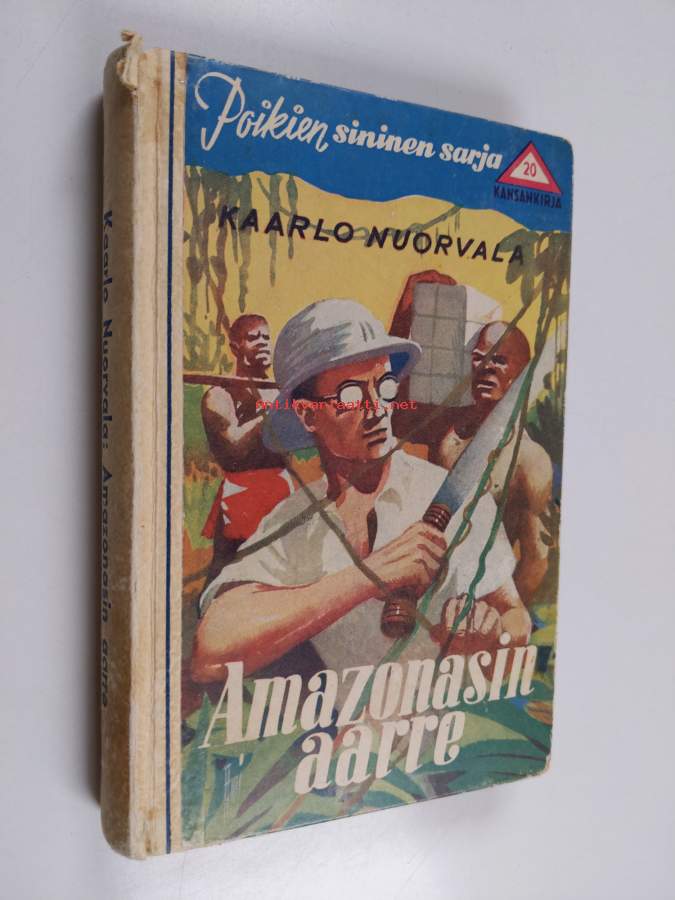 Poikien sininen sarja
20
KANSANKIRJA
KAARLO NUORVALA
antikvariaatti.net
Amazonasin
aarre
Kaarlo Nuorvala: Amazonasin aarre